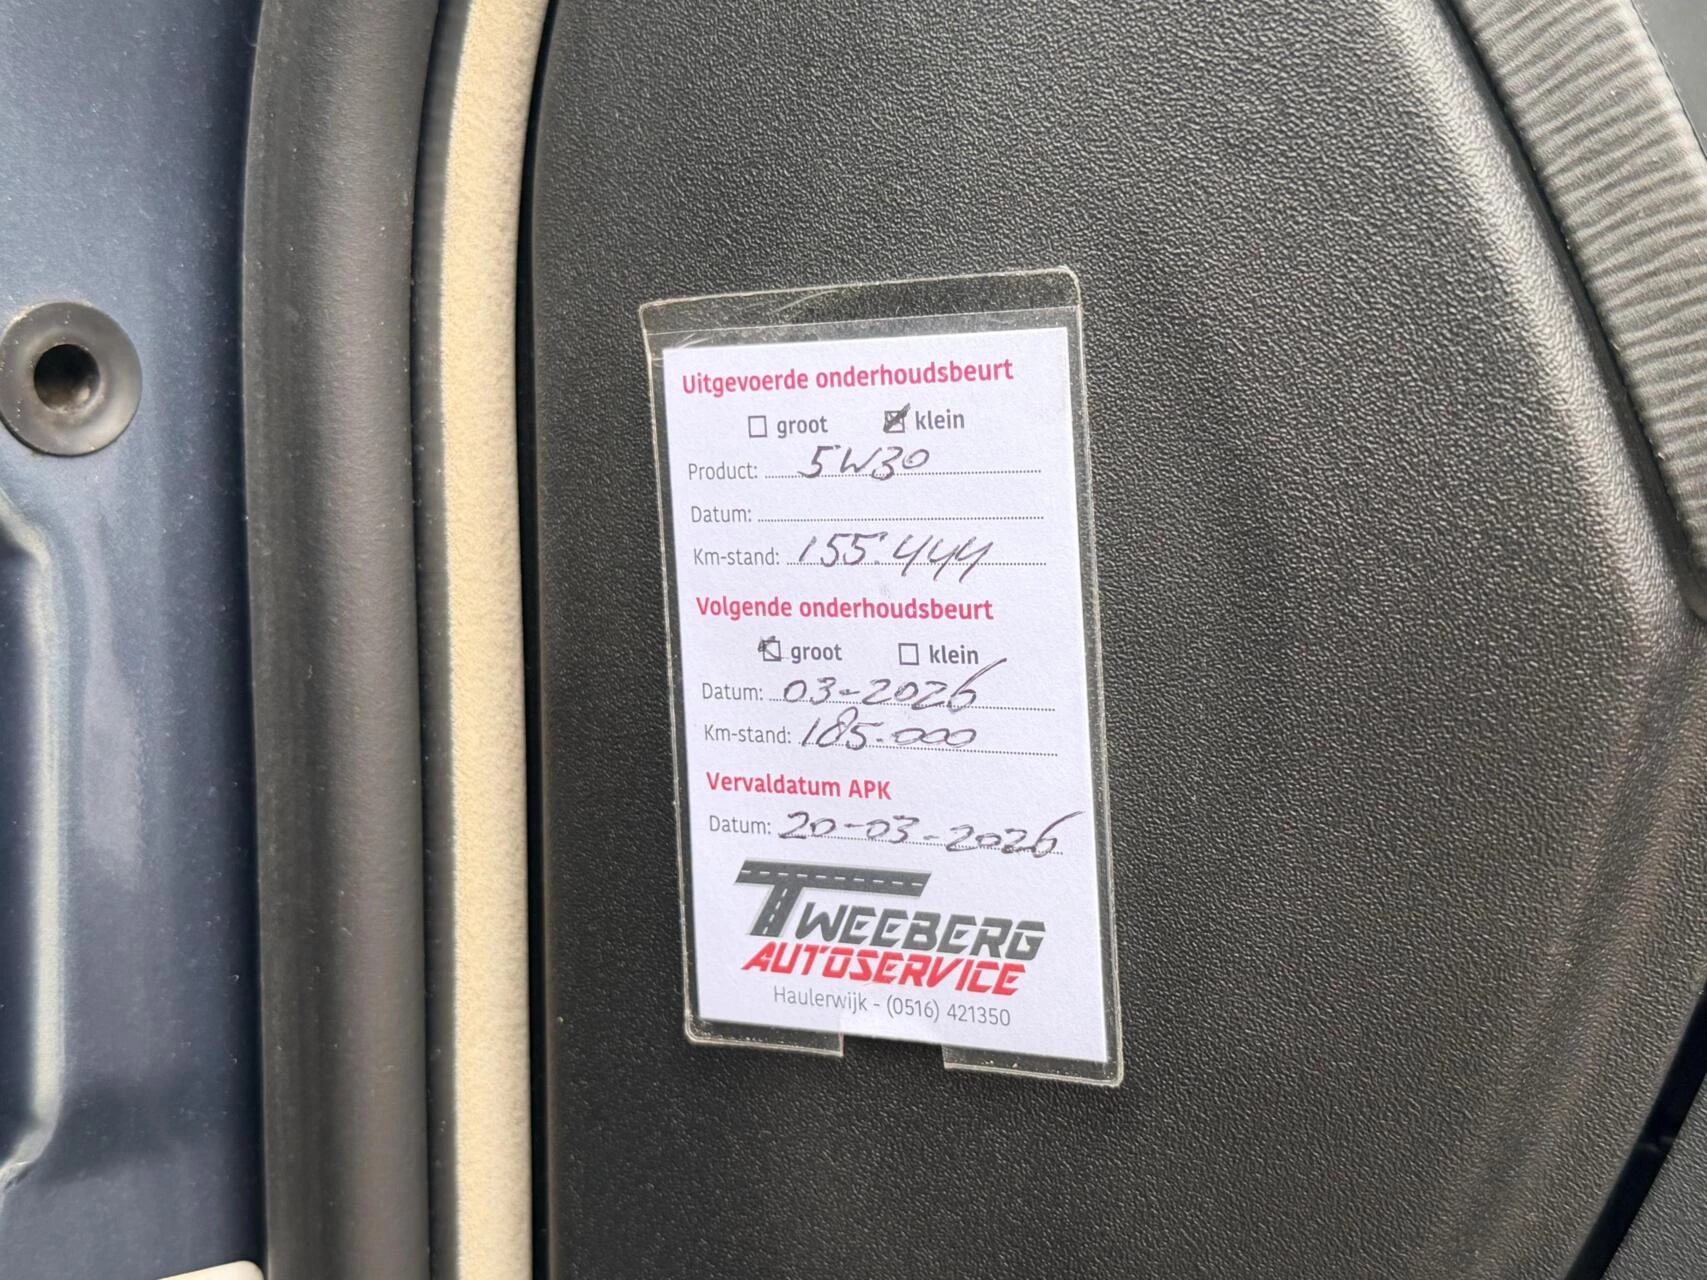 Uitgevoerde onderhoudsbeurt
groot klein
Product: 5W30
Datum:
Km-stand: 155.444
Volgende onderhoudsbeurt
groot klein
Datum: 03-2026
Km-stand: 185.000
Vervaldatum APK
Datum: 20-03-2026
TWEEBERG
AUTOSERVICE
Haulerwijk - (0516) 421350